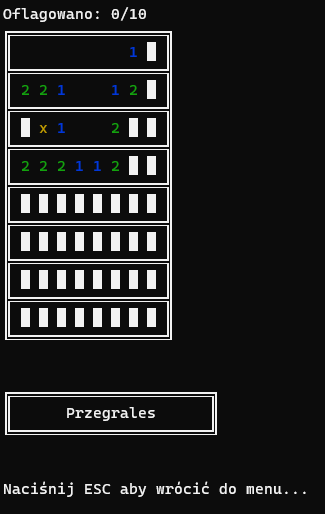 Oflagowano: 0/10
1
2 2 1 1 2
x 1 2
2 2 2 1 1 2
Przegrales
Naciśnij ESC aby wrócić do menu...